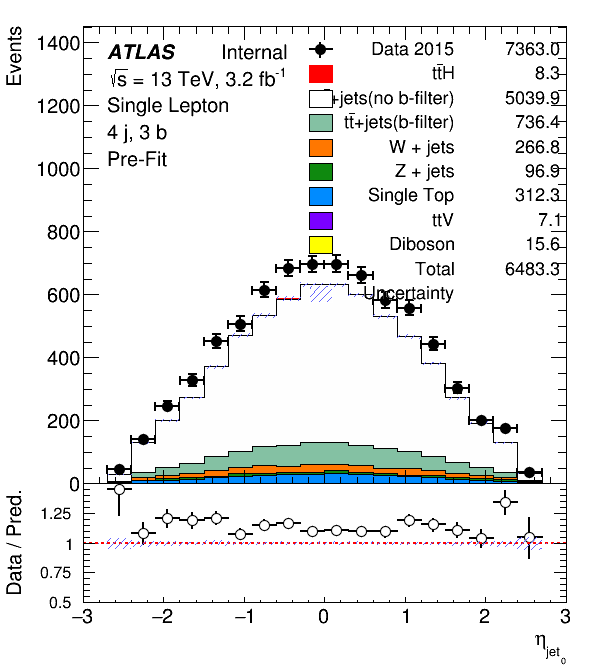 Events
1400
1200
1000
800
600
400
200
0
ATLAS Internal
√s = 13 TeV, 3.2 fb⁻¹
Single Lepton
4 j, 3 b
Pre-Fit
Data 2015 7363.0
tt̄H 8.3
+jets(no b-filter) 5039.9
tt̄+jets(b-filter) 736.4
W + jets 266.8
Z + jets 96.9
Single Top 312.3
ttV 7.1
Diboson 15.6
Total 6483.3
Uncertainty
Data / Pred.
1.25
1
0.75
0.5
−3 −2 −1 0 1 2 3
η_jet_0